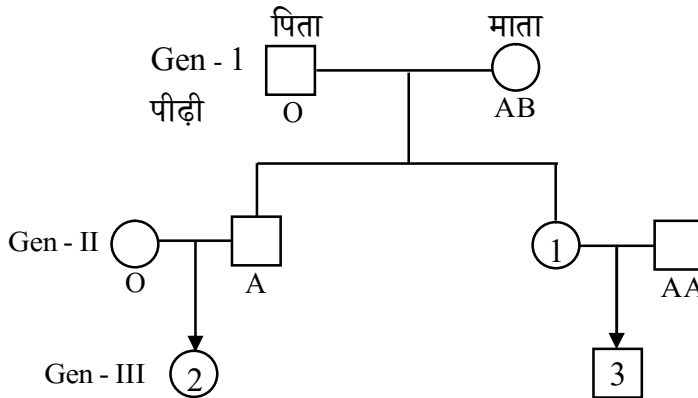 पिता माता
Gen - 1
पीढ़ी
O AB
Gen - II
1
O A AA
Gen - III 2 3